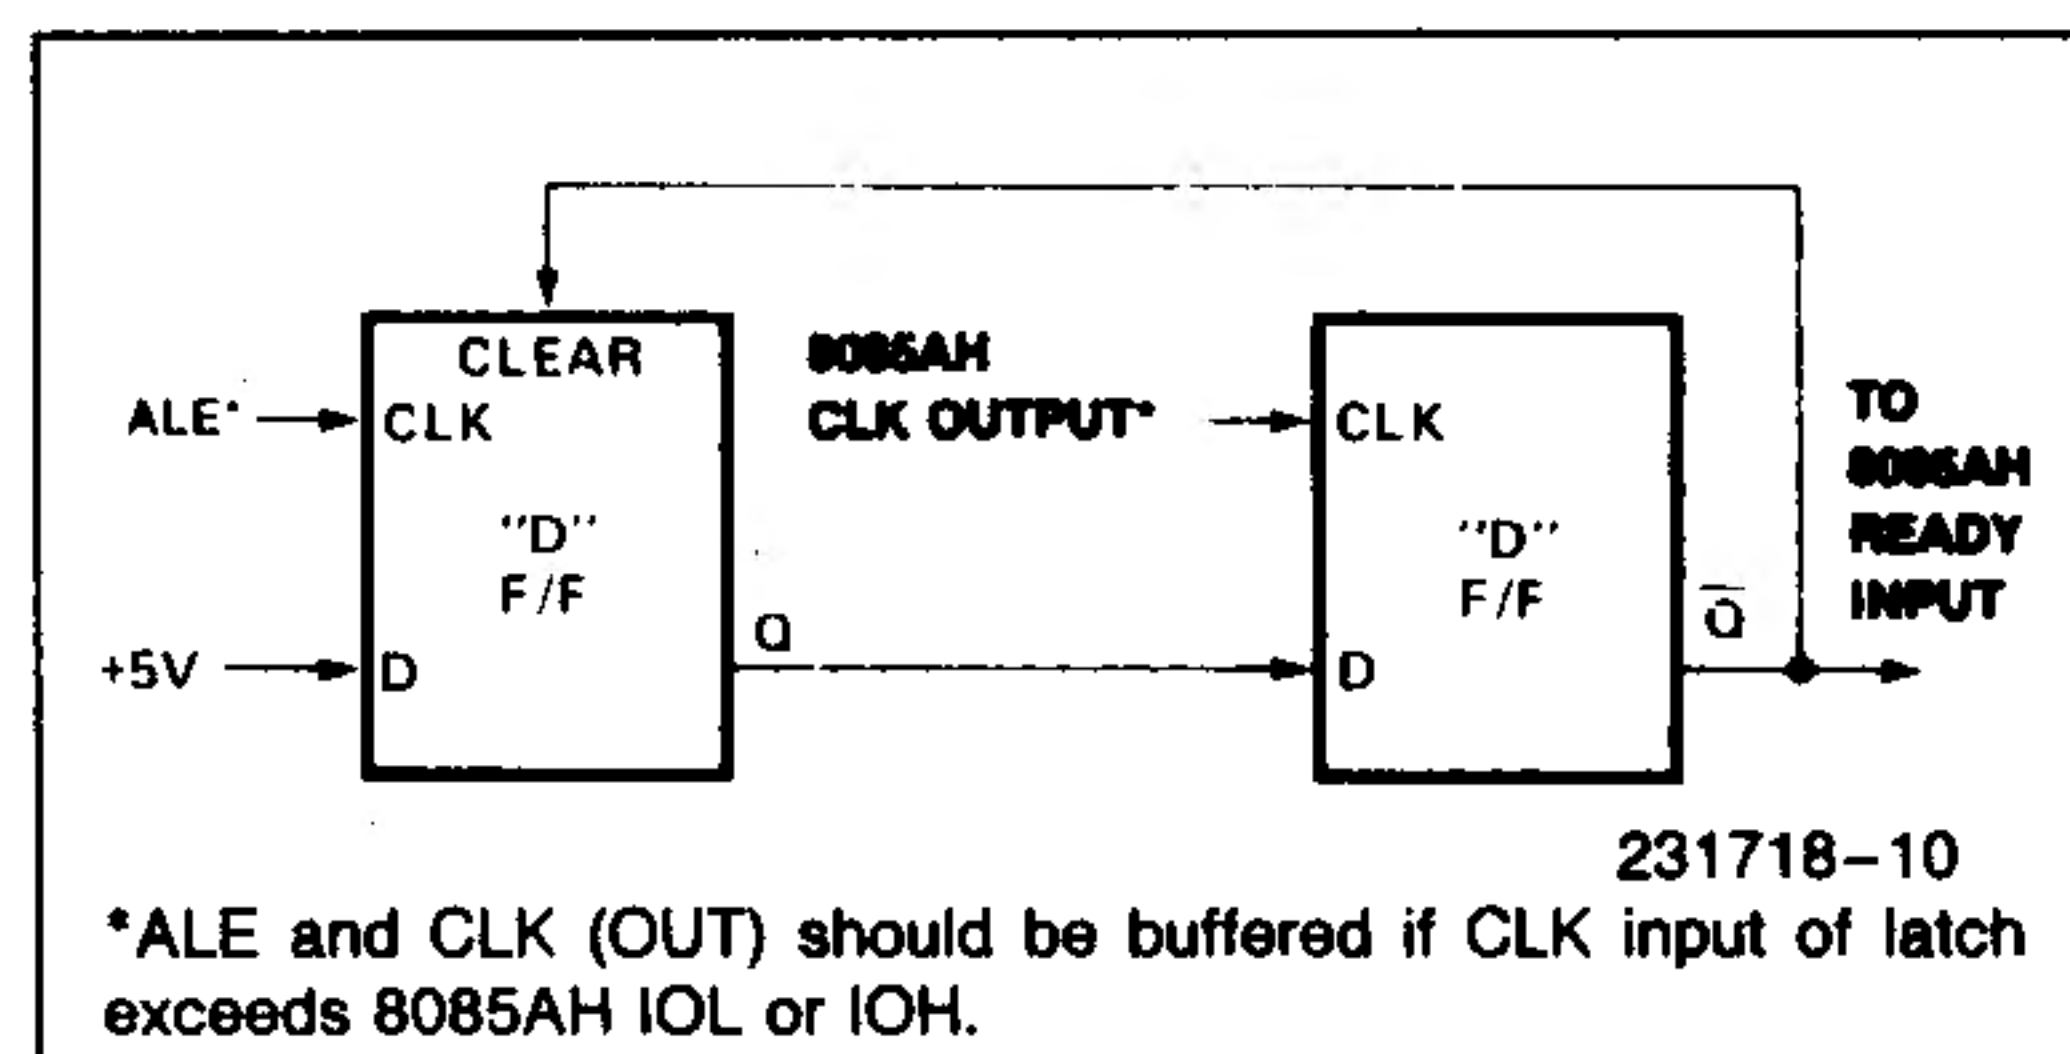 CLEAR
ALE*
CLK
"D"
F/F
+5V
D
Q
8085AH
CLK OUTPUT*
CLK
"D"
F/F
D
Q̅
TO
8085AH
READY
INPUT
231718–10
*ALE and CLK (OUT) should be buffered if CLK input of latch
exceeds 8085AH IOL or IOH.